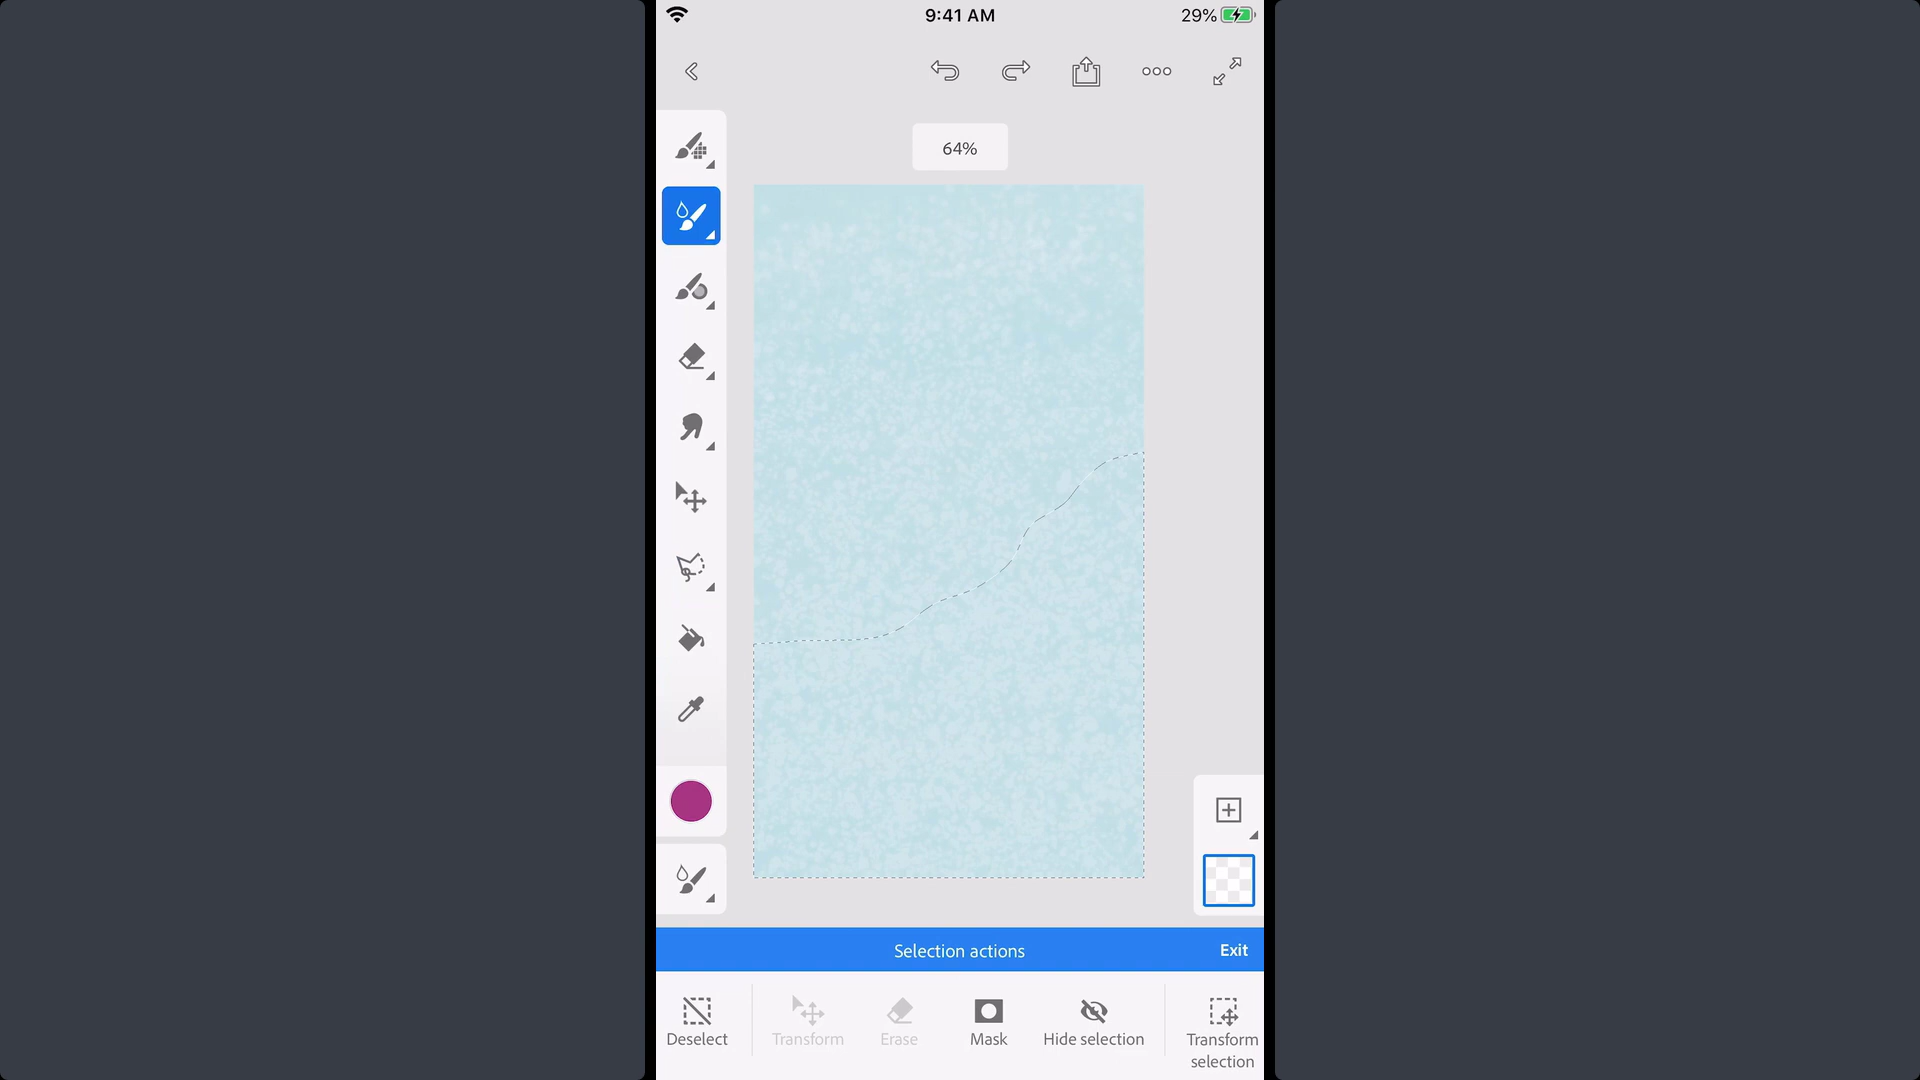 9:41 AM
29%
64%
Selection actions
Exit
Deselect
Transform
Erase
Mask
Hide selection
Transform
selection